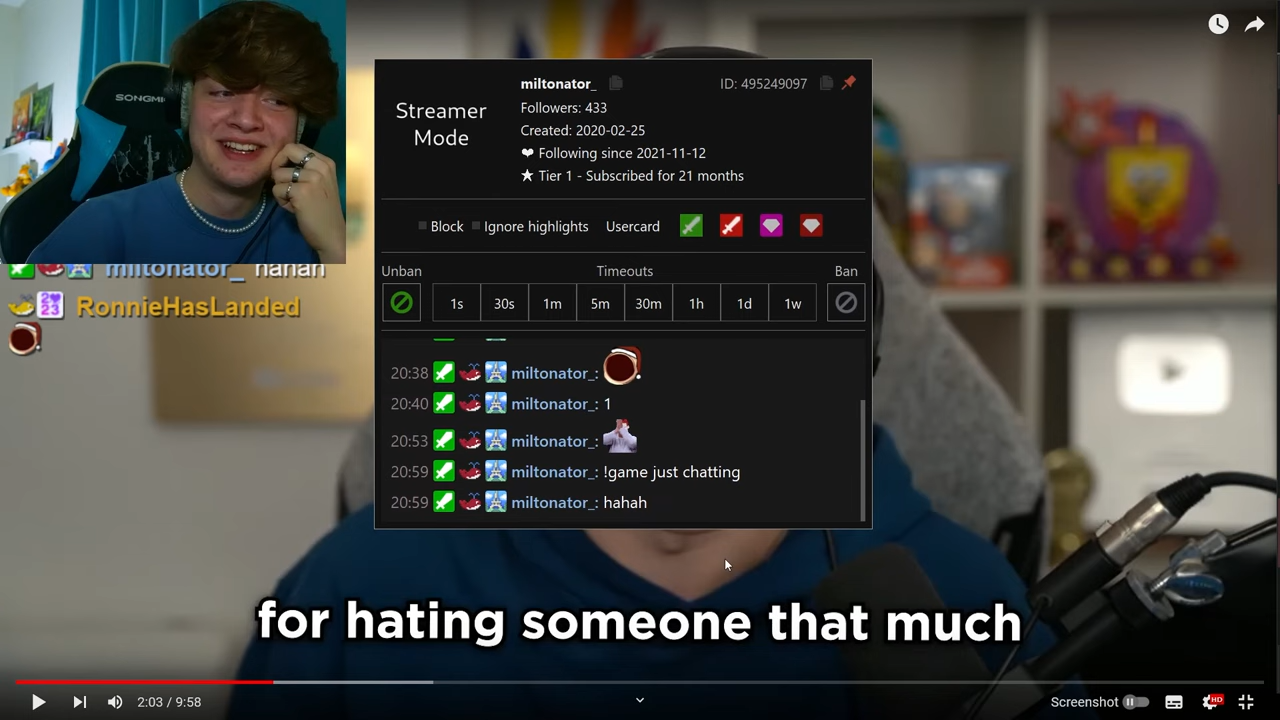 SONGMI
miltonator_ hahah
RonnieHasLanded
Streamer
Mode
miltonator_
ID: 495249097
Followers: 433
Created: 2020-02-25
Following since 2021-11-12
Tier 1 - Subscribed for 21 months
Block Ignore highlights Usercard
Unban Timeouts Ban
1s 30s 1m 5m 30m 1h 1d 1w
20:38 miltonator_:
20:40 miltonator_: 1
20:53 miltonator_:
20:59 miltonator_: !game just chatting
20:59 miltonator_: hahah
for hating someone that much
2:03 / 9:58
Screenshot
HD